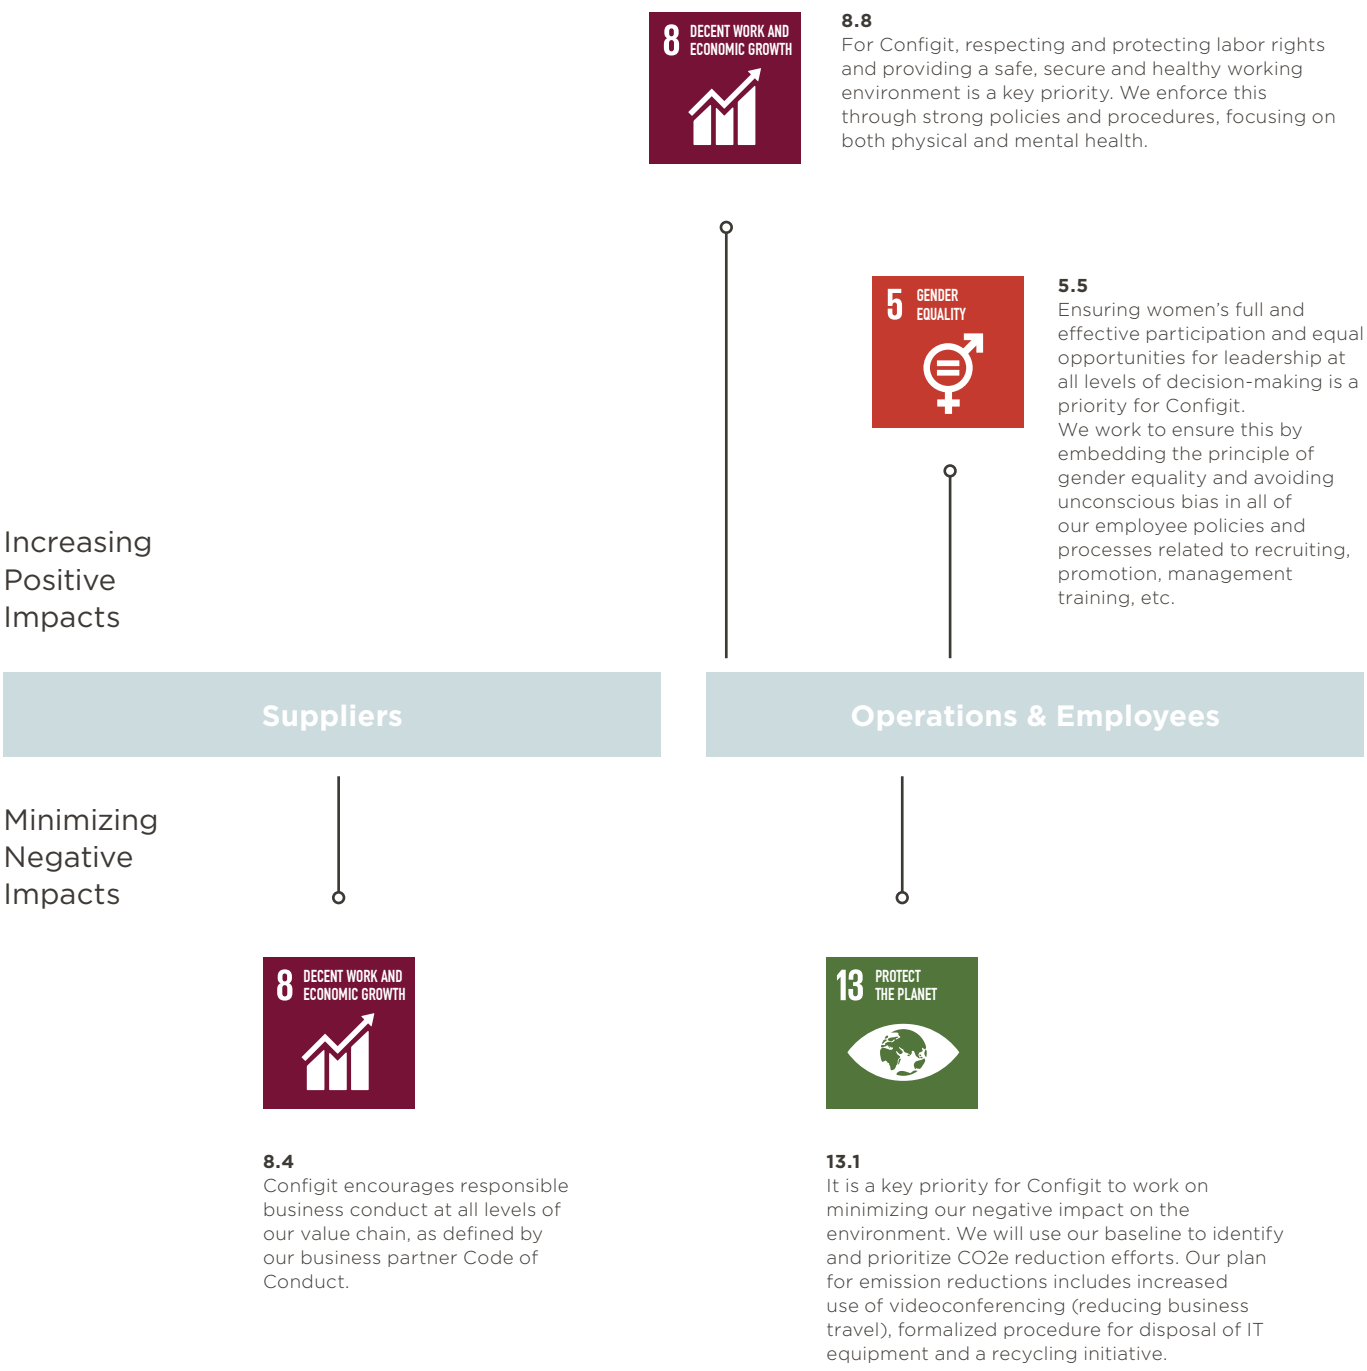 8 DECENT WORK AND
ECONOMIC GROWTH
8.8
For Configit, respecting and protecting labor rights
and providing a safe, secure and healthy working
environment is a key priority. We enforce this
through strong policies and procedures, focusing on
both physical and mental health.
5 GENDER
EQUALITY
5.5
Ensuring women’s full and
effective participation and equal
opportunities for leadership at
all levels of decision-making is a
priority for Configit.
We work to ensure this by
embedding the principle of
gender equality and avoiding
unconscious bias in all of
our employee policies and
processes related to recruiting,
promotion, management
training, etc.
Increasing
Positive
Impacts
Suppliers
Operations & Employees
Minimizing
Negative
Impacts
8 DECENT WORK AND
ECONOMIC GROWTH
8.4
Configit encourages responsible
business conduct at all levels of
our value chain, as defined by
our business partner Code of
Conduct.
13 PROTECT
THE PLANET
13.1
It is a key priority for Configit to work on
minimizing our negative impact on the
environment. We will use our baseline to identify
and prioritize CO2e reduction efforts. Our plan
for emission reductions includes increased
use of videoconferencing (reducing business
travel), formalized procedure for disposal of IT
equipment and a recycling initiative.